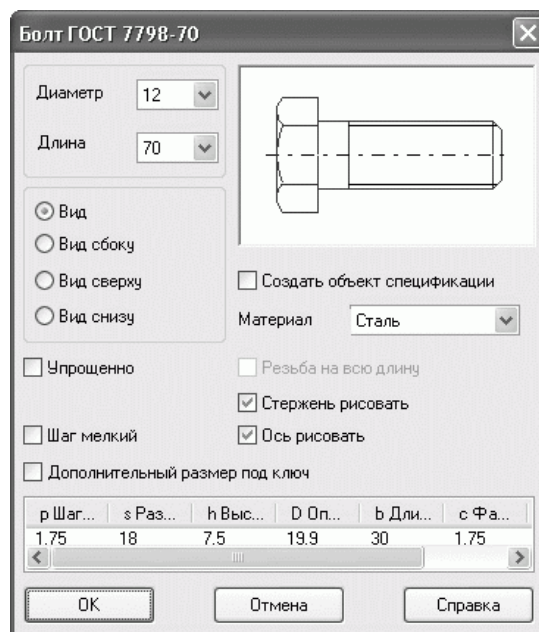 Болт ГОСТ 7798-70
Диаметр 12
Длина 70
Вид
Вид сбоку
Вид сверху
Вид снизу
Создать объект спецификации
Материал Сталь
Упрощенно
Резьба на всю длину
Стержень рисовать
Шаг мелкий
Ось рисовать
Дополнительный размер под ключ
p Шаг... s Раз... h Выс... D Оп... b Дли... c Фа...
1.75 18 7.5 19.9 30 1.75
OK Отмена Справка